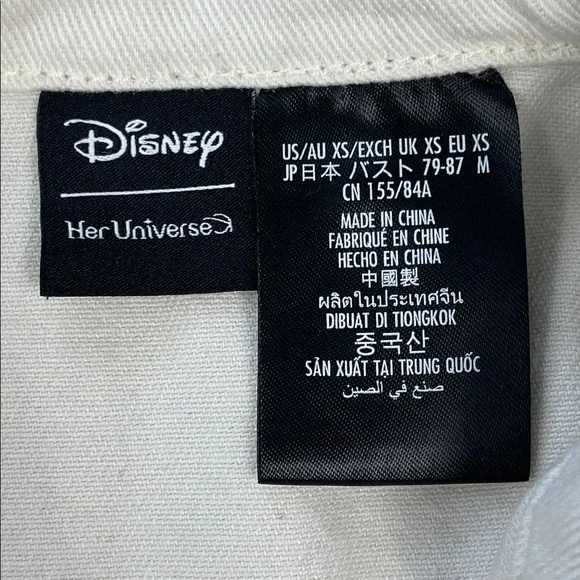 Disney
Her Universe
US/AU XS/EXCH UK XS EU XS
JP日本 バスト 79-87 M
CN 155/84A
MADE IN CHINA
FABRIQUÉ EN CHINE
HECHO EN CHINA
中國製
ผลิตในประเทศจีน
DIBUAT DI TIONGKOK
중국산
SẢN XUẤT TẠI TRUNG QUỐC
صنع في الصين